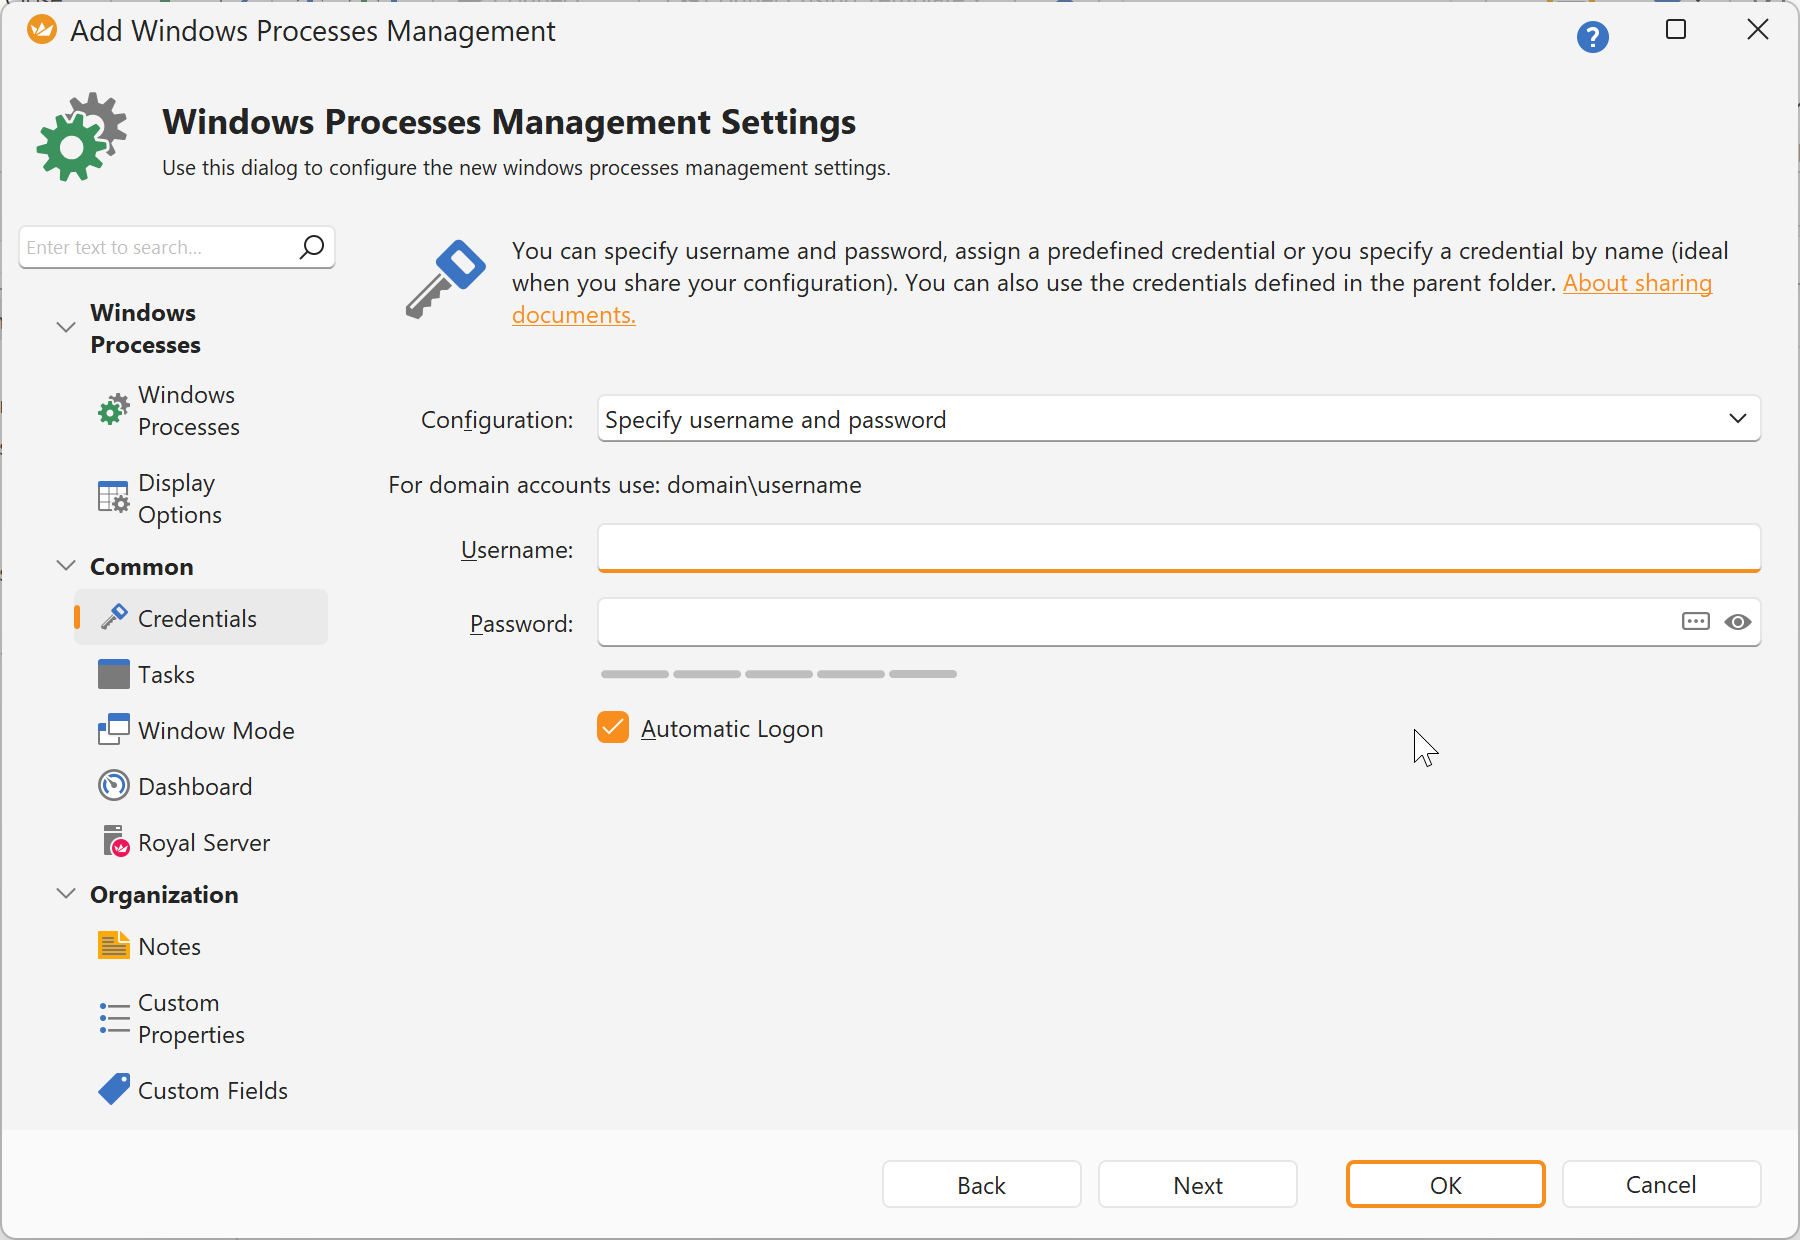 Add Windows Processes Management
?
Windows Processes Management Settings
Use this dialog to configure the new windows processes management settings.
Enter text to search...
You can specify username and password, assign a predefined credential or you specify a credential by name (ideal
when you share your configuration). You can also use the credentials defined in the parent folder. About sharing
documents.
Windows
Processes
Windows
Processes
Display
Options
Common
Credentials
Tasks
Window Mode
Dashboard
Royal Server
Organization
Notes
Custom
Properties
Custom Fields
Configuration: Specify username and password
For domain accounts use: domain\username
Username:
Password:
Automatic Logon
Back Next OK Cancel